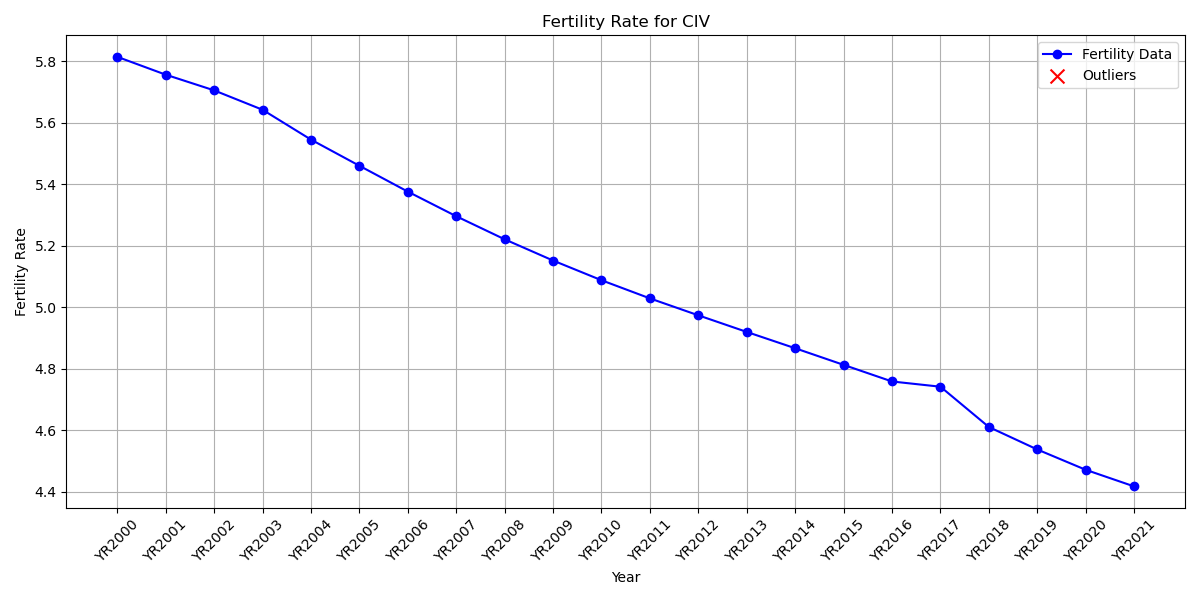 Fertility Rate for CIV
Fertility Data
Outliers
Fertility Rate
5.8
5.6
5.4
5.2
5.0
4.8
4.6
4.4
YR2000
YR2001
YR2002
YR2003
YR2004
YR2005
YR2006
YR2007
YR2008
YR2009
YR2010
YR2011
YR2012
YR2013
YR2014
YR2015
YR2016
YR2017
YR2018
YR2019
YR2020
YR2021
Year